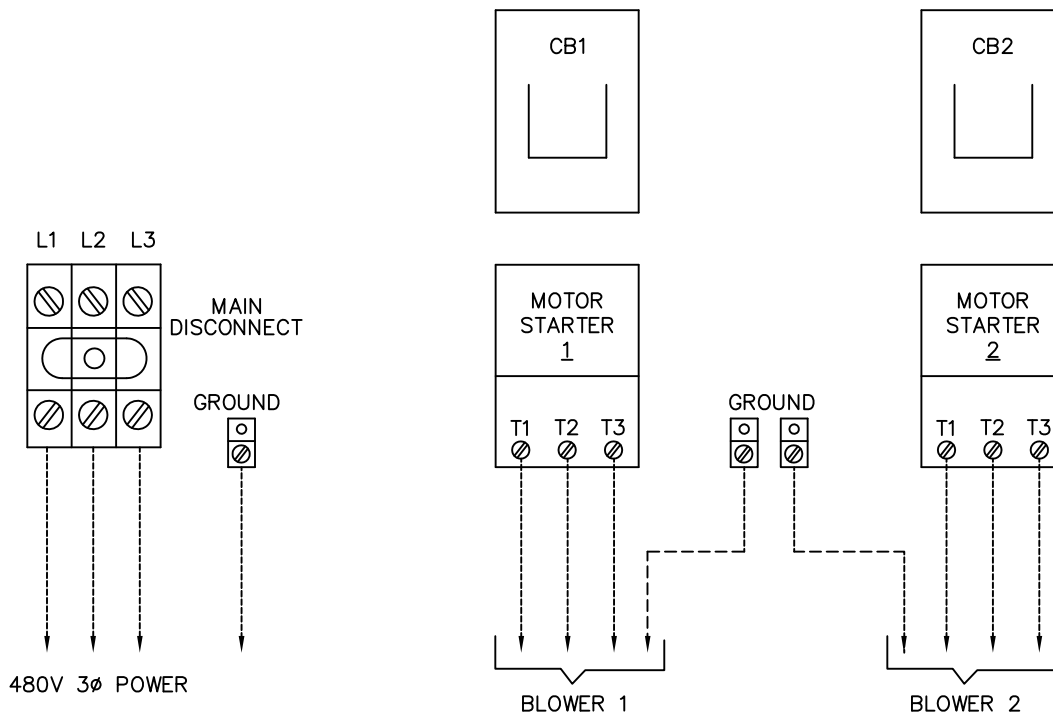 CB1
CB2
L1 L2 L3
MAIN
DISCONNECT
GROUND
MOTOR
STARTER
1
T1 T2 T3
GROUND
MOTOR
STARTER
2
T1 T2 T3
480V 3ø POWER
BLOWER 1
BLOWER 2